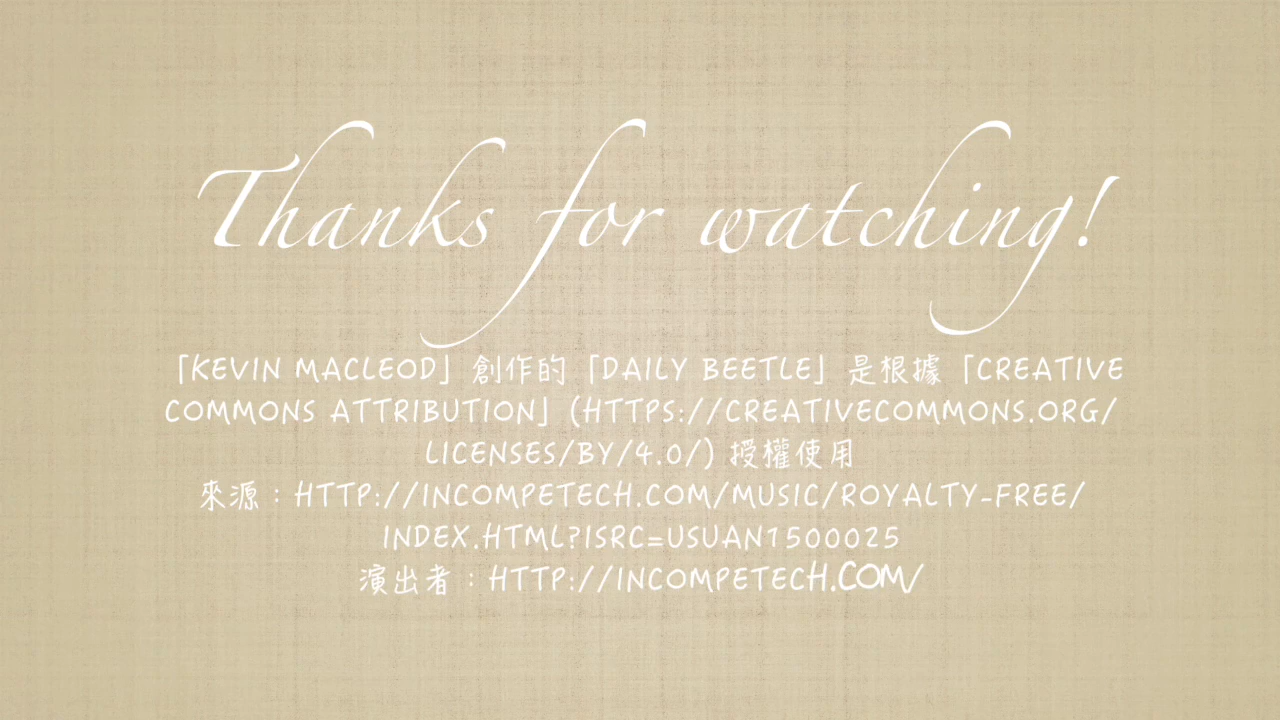 Thanks for watching!
「KEVIN MACLEOD」創作的「DAILY BEETLE」是根據「CREATIVE
COMMONS ATTRIBUTION」(HTTPS://CREATIVECOMMONS.ORG/
LICENSES/BY/4.0/) 授權使用
來源：HTTP://INCOMPETECH.COM/MUSIC/ROYALTY-FREE/
INDEX.HTML?ISRC=USUAN1500025
演出者：HTTP://INCOMPETECH.COM/